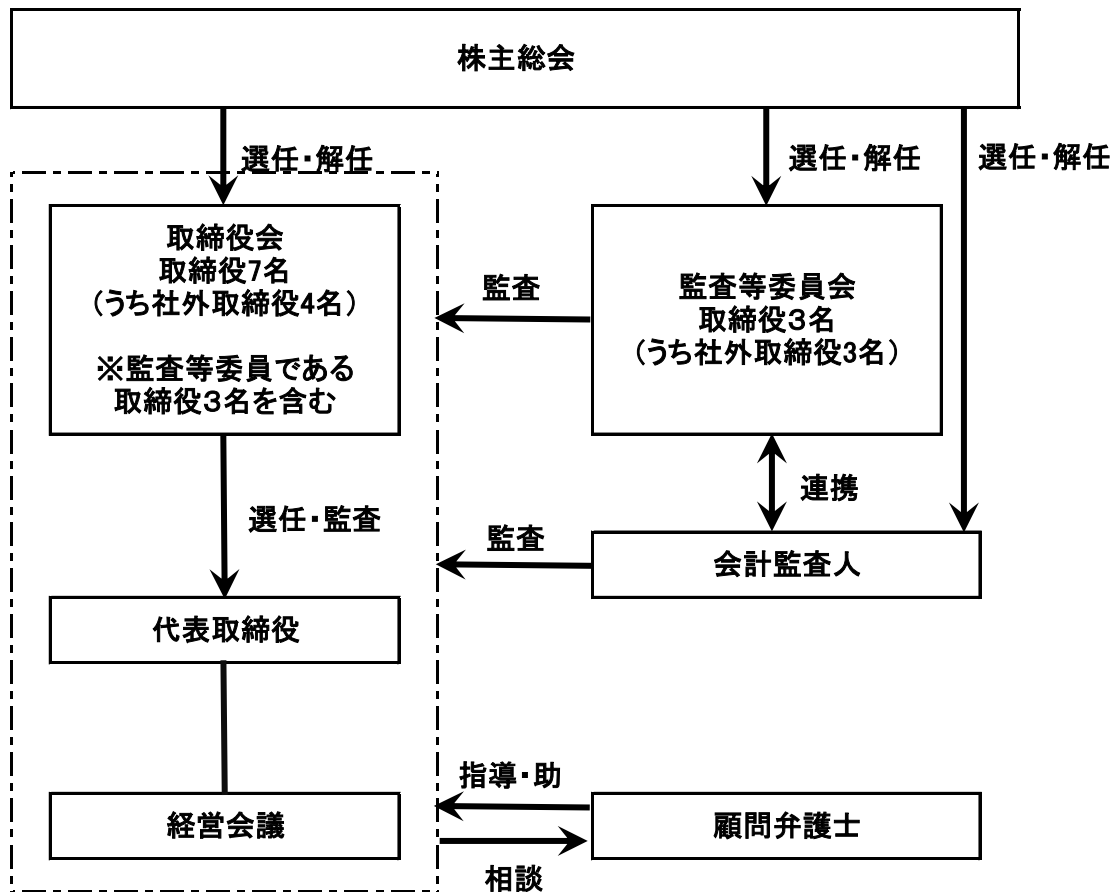 株主総会
選任・解任
選任・解任
選任・解任
取締役会
取締役7名
（うち社外取締役4名）
※監査等委員である
取締役３名を含む
監査
監査等委員会
取締役３名
（うち社外取締役3名）
連携
選任・監査
監査
会計監査人
代表取締役
指導・助
経営会議
顧問弁護士
相談